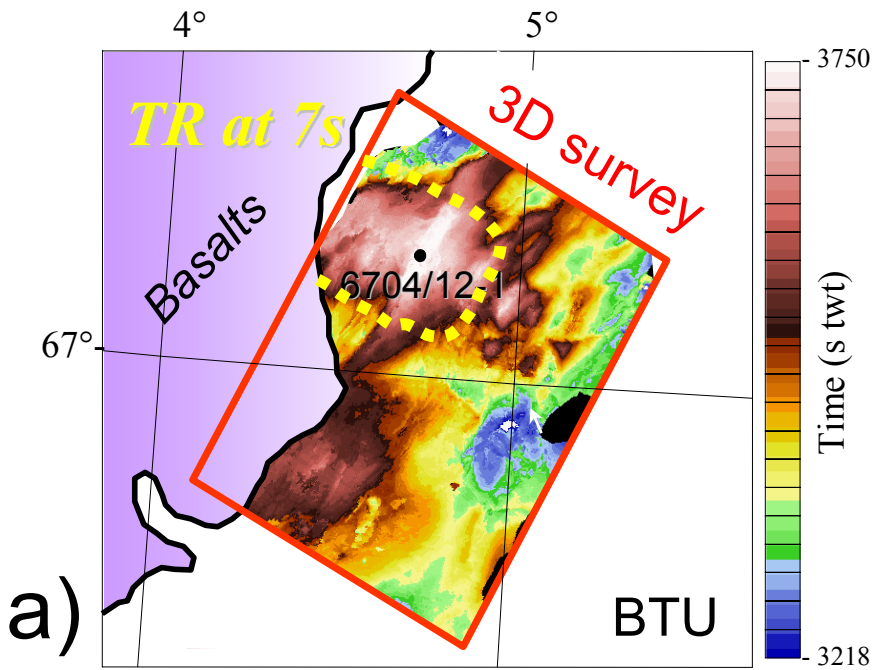 4°
5°
3750
TR at 7s
3D survey
Basalts
6704/12-1
67°
Time (s twt)
a)
BTU
3218